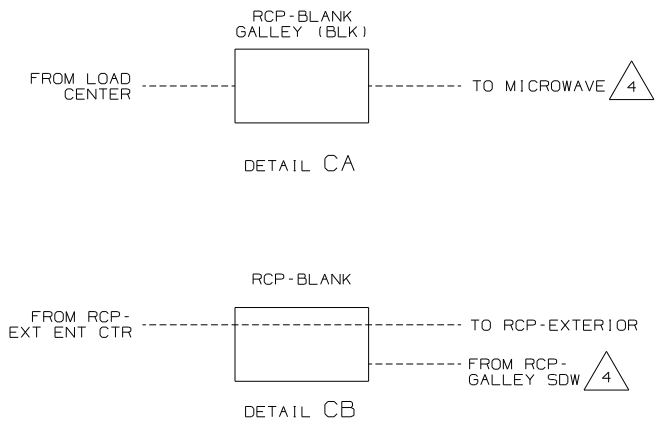 RCP-BLANK
GALLEY (BLK)
FROM LOAD
CENTER
TO MICROWAVE 4
DETAIL CA
RCP-BLANK
FROM RCP-
EXT ENT CTR
TO RCP-EXTERIOR
FROM RCP-
GALLEY SDW 4
DETAIL CB